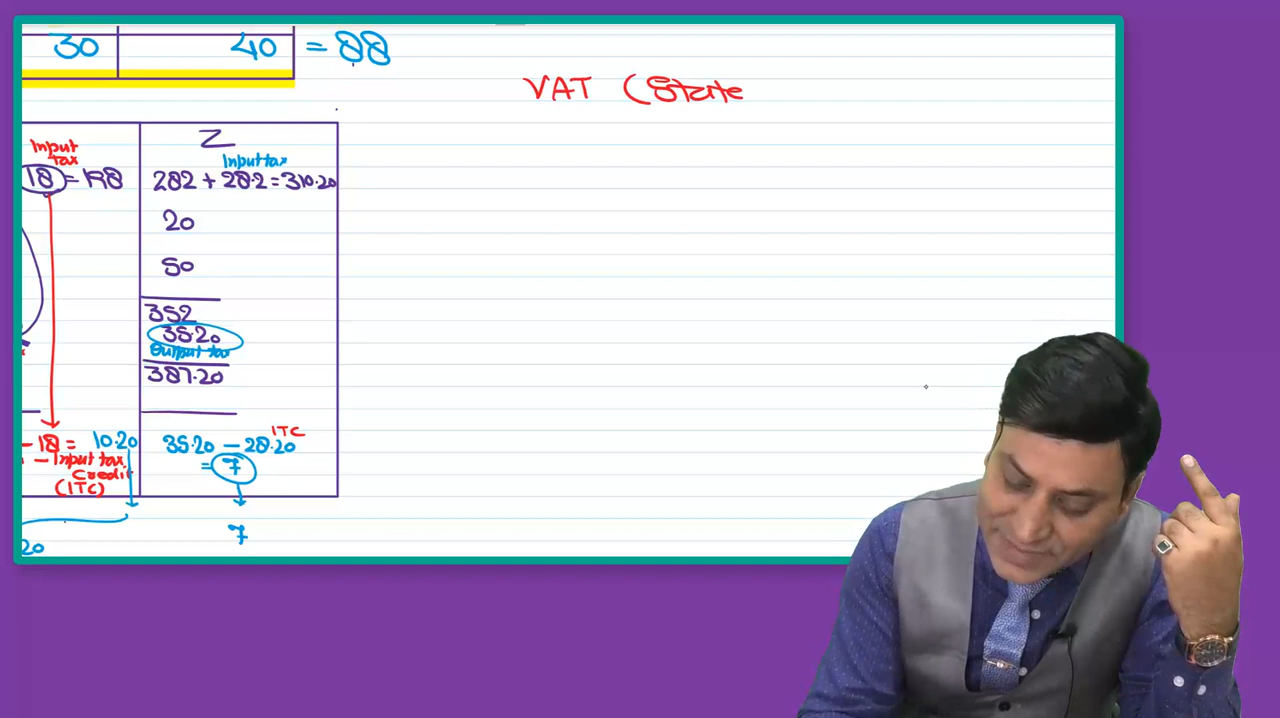 30 40 = 88
VAT (State
Input
tax
18 = 198
Z
Input tax
282 + 28.2 = 310.20
20
50
352
35.20
Output tax
387.20
- 18 = 10.20
- Input tax
Credit
(ITC)
ITC
35.20 - 28.20
= 7
20
7